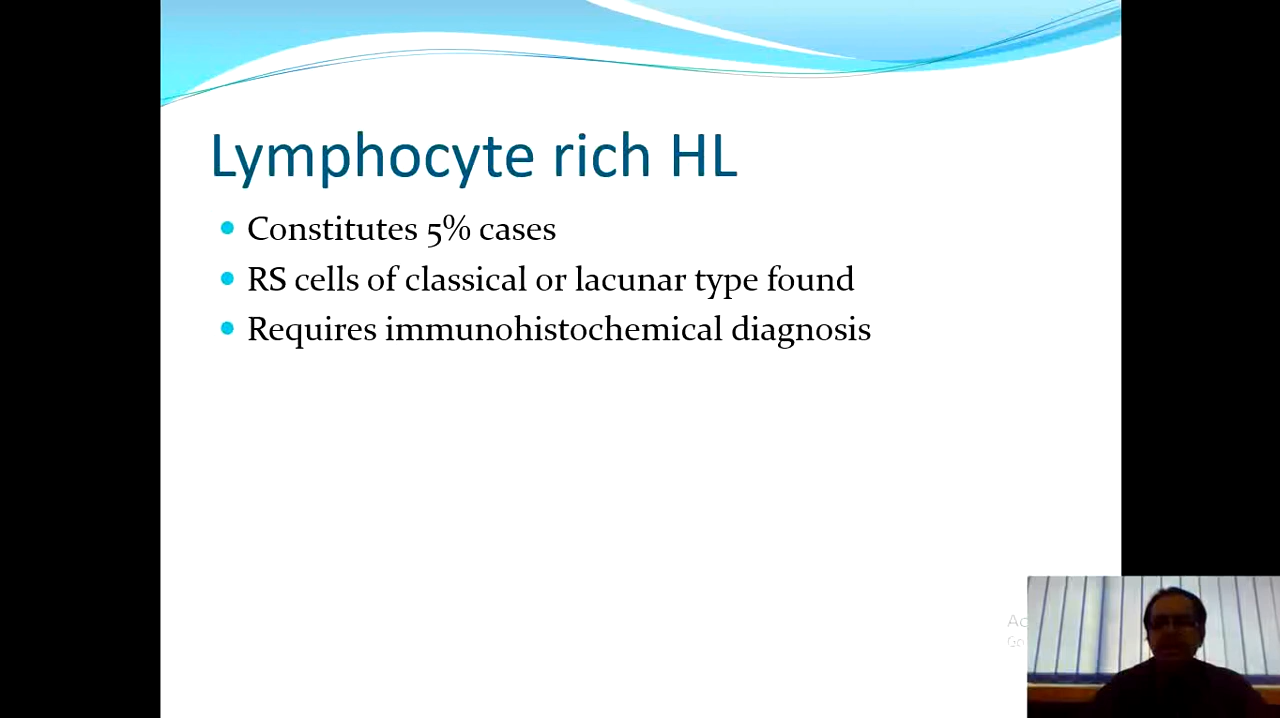 Lymphocyte rich HL
Constitutes 5% cases
RS cells of classical or lacunar type found
Requires immunohistochemical diagnosis